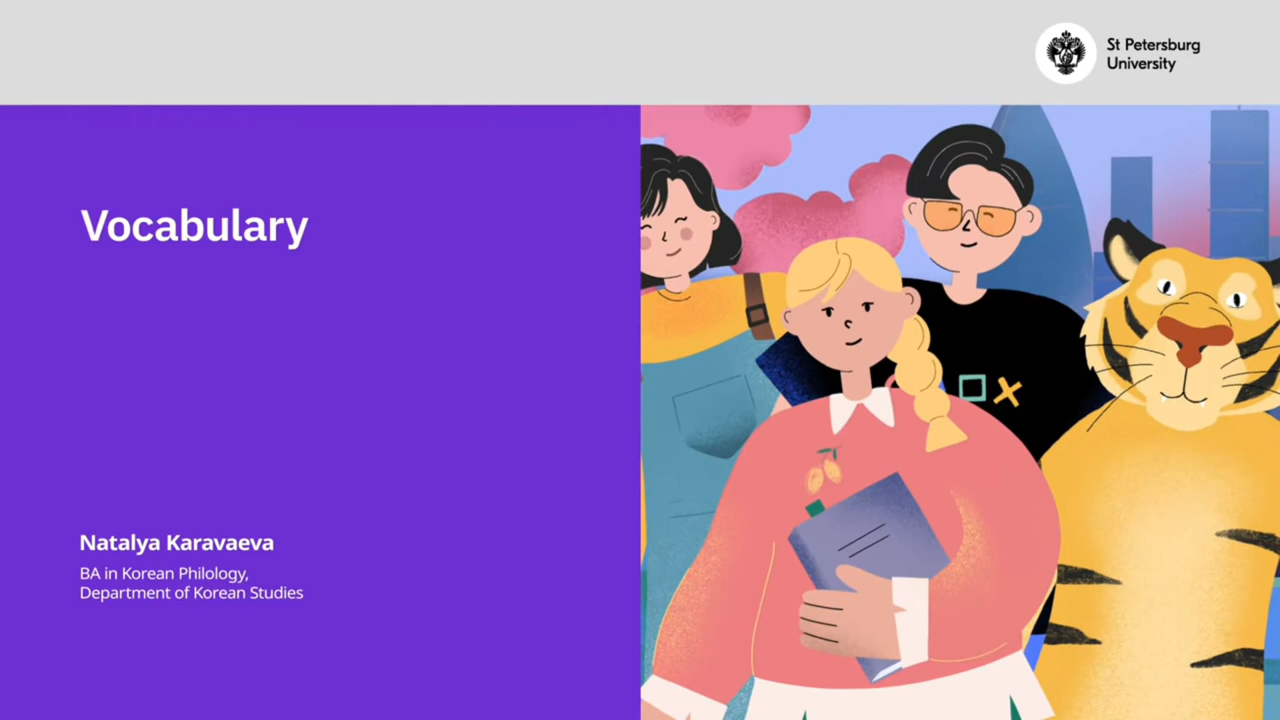 St Petersburg
University
Vocabulary
Natalya Karavaeva
BA in Korean Philology,
Department of Korean Studies